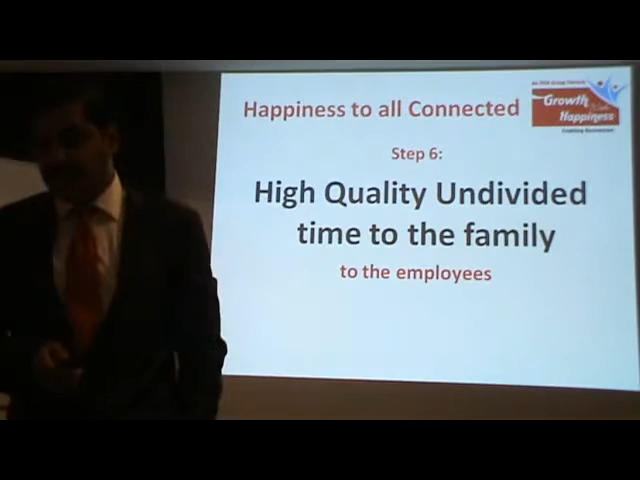 Happiness to all Connected
Growth
Happiness
Step 6:
High Quality Undivided
time to the family
to the employees